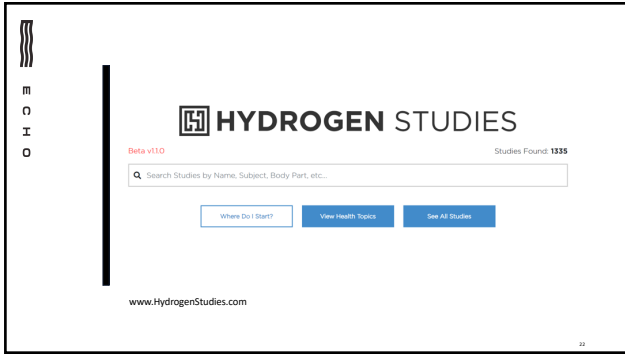 ECHO
HYDROGEN STUDIES
Beta v1.1.0
Studies Found: 1335
Search Studies by Name, Subject, Body Part, etc...
Where Do I Start?
View Health Topics
See All Studies
www.HydrogenStudies.com
22